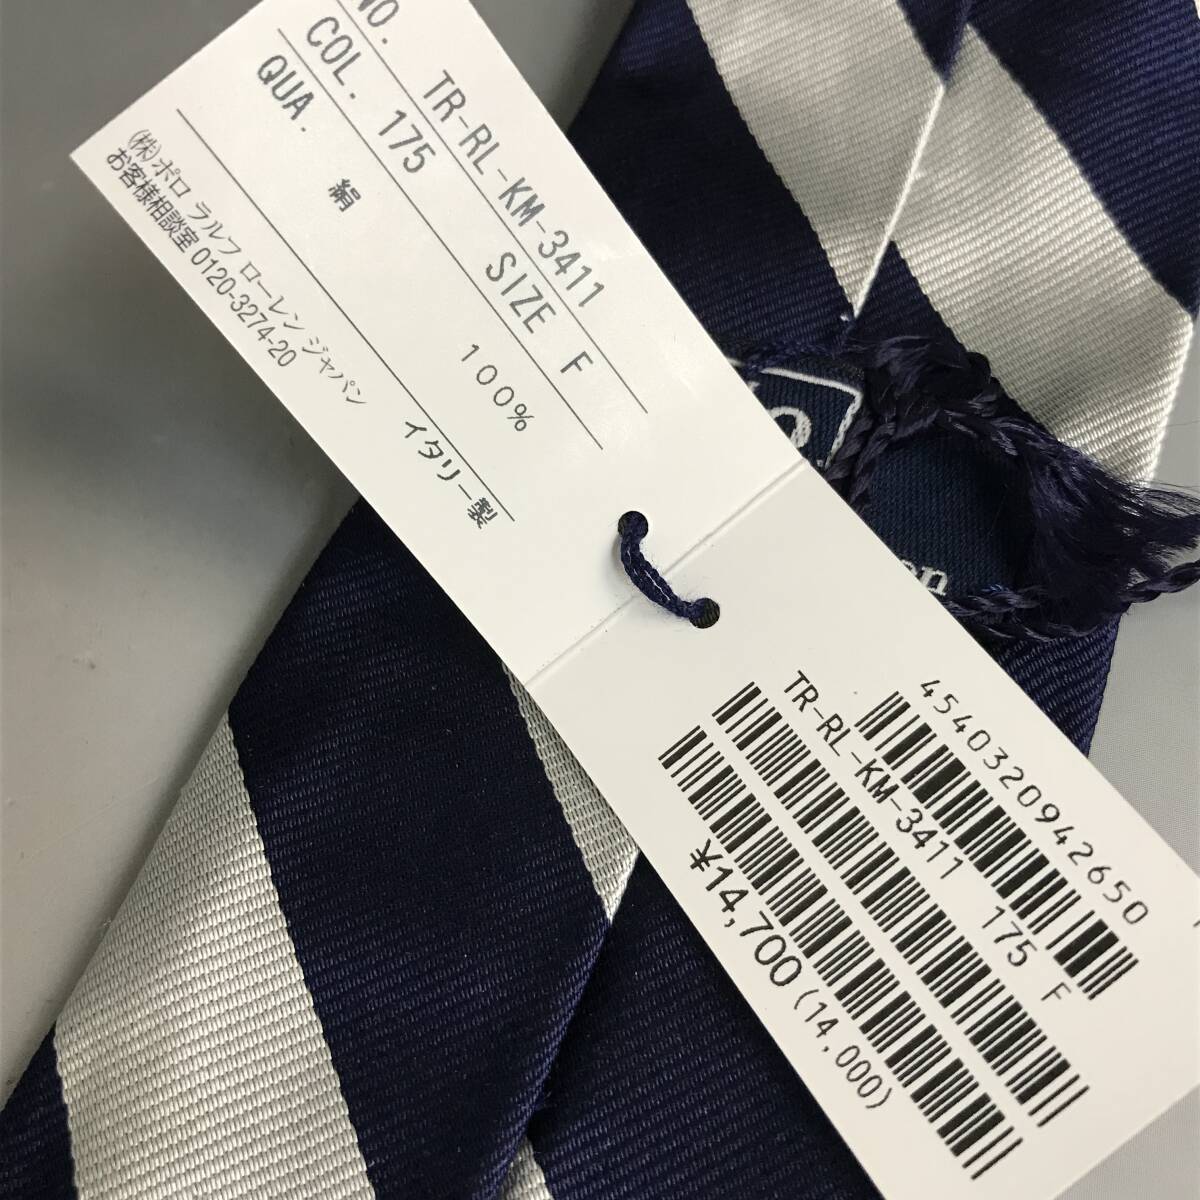 NO. TR-RL-KM-3411
COL. 175 SIZE F
QUA.
絹 100%
イタリー製
(株)ポロ ラルフ ローレン ジャパン
お客様相談室 0120-3274-20
4540320942650
TR-RL-KM-3411 175 F
¥14,700 (14,000)